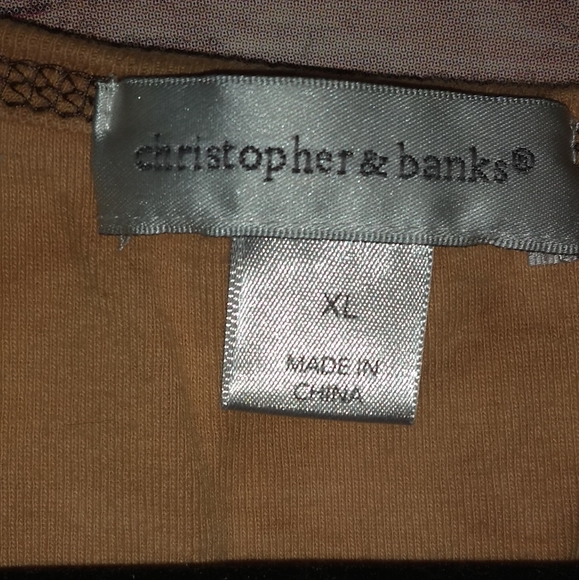 christopher & banks®
XL
MADE IN
CHINA